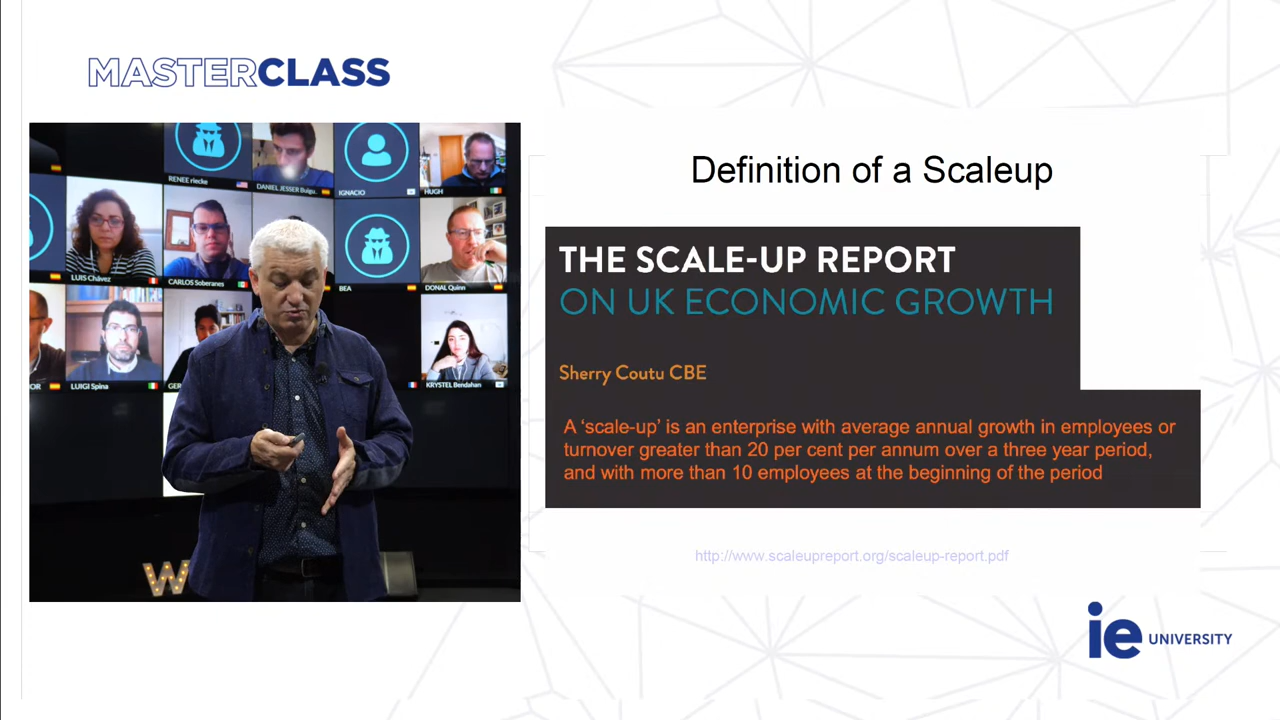 MASTERCLASS
RENEE riecke
DANIEL JESSER Buigu..
IGNACIO
HUGH
LUIS Chávez
CARLOS Soberanes
BEA
DONAL Quinn
OR
LUIGI Spina
GER
KRYSTEL Bendahan
W
Definition of a Scaleup
THE SCALE-UP REPORT
ON UK ECONOMIC GROWTH
Sherry Coutu CBE
A ‘scale-up’ is an enterprise with average annual growth in employees or
turnover greater than 20 per cent per annum over a three year period,
and with more than 10 employees at the beginning of the period
http://www.scaleupreport.org/scaleup-report.pdf
ie UNIVERSITY